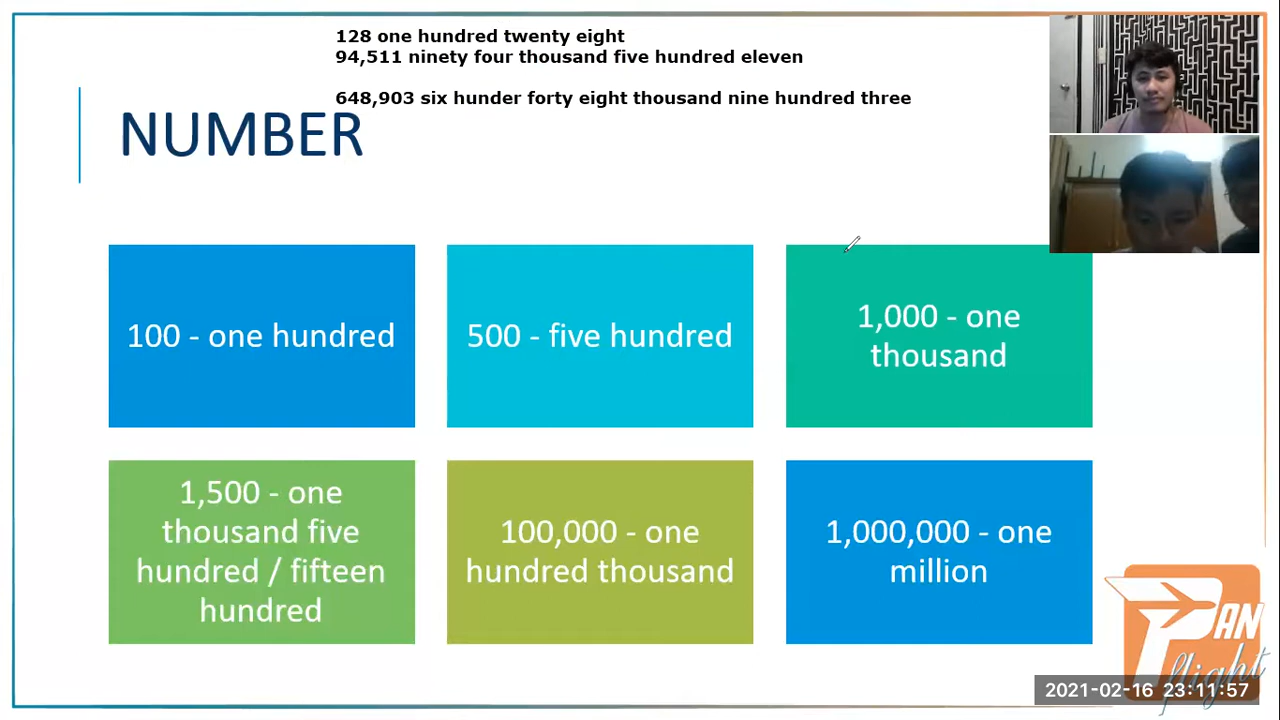 128 one hundred twenty eight
94,511 ninety four thousand five hundred eleven
648,903 six hunder forty eight thousand nine hundred three
NUMBER
100 - one hundred
500 - five hundred
1,000 - one
thousand
1,500 - one
thousand five
hundred / fifteen
hundred
100,000 - one
hundred thousand
1,000,000 - one
million
PAN
flight
2021-02-16 23:11:57